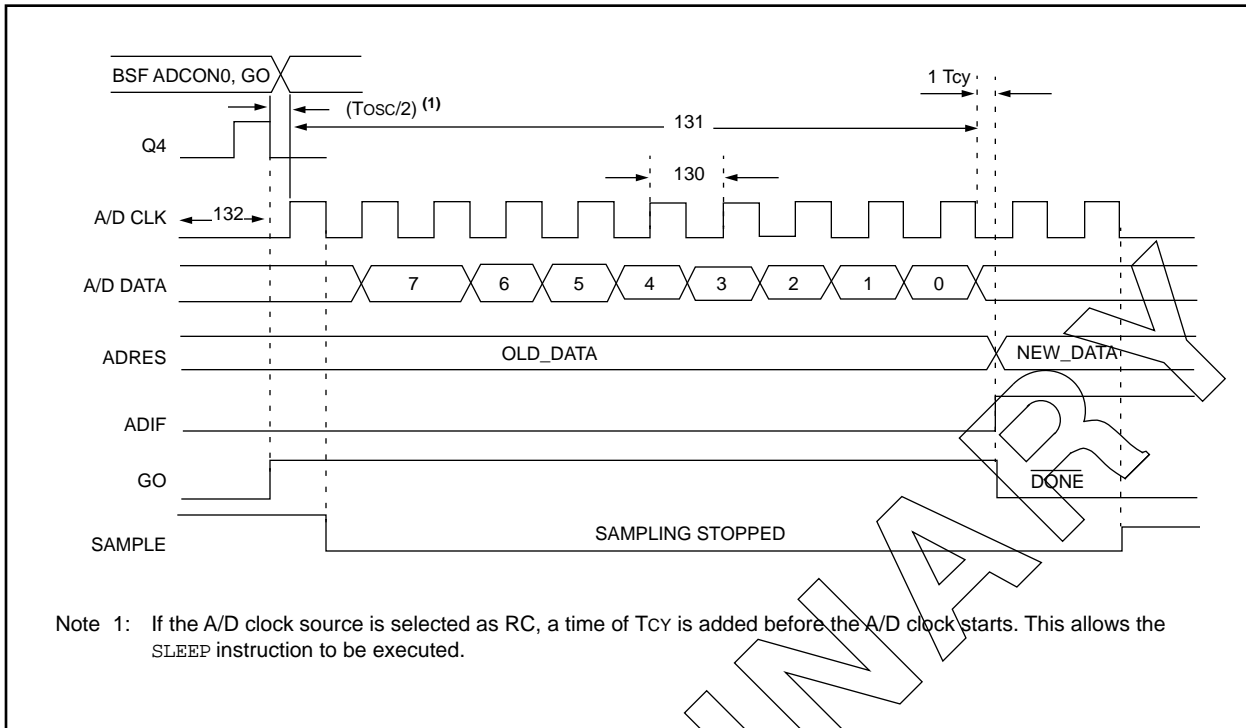 BSF ADCON0, GO
1 TCY
(TOSC/2) (1)
131
Q4
130
A/D CLK
132
A/D DATA
7 6 5 4 3 2 1 0
ADRES
OLD_DATA
NEW_DATA
ADIF
GO
DONE
SAMPLE
SAMPLING STOPPED
Note 1: If the A/D clock source is selected as RC, a time of TCY is added before the A/D clock starts. This allows the
SLEEP instruction to be executed.
INARY